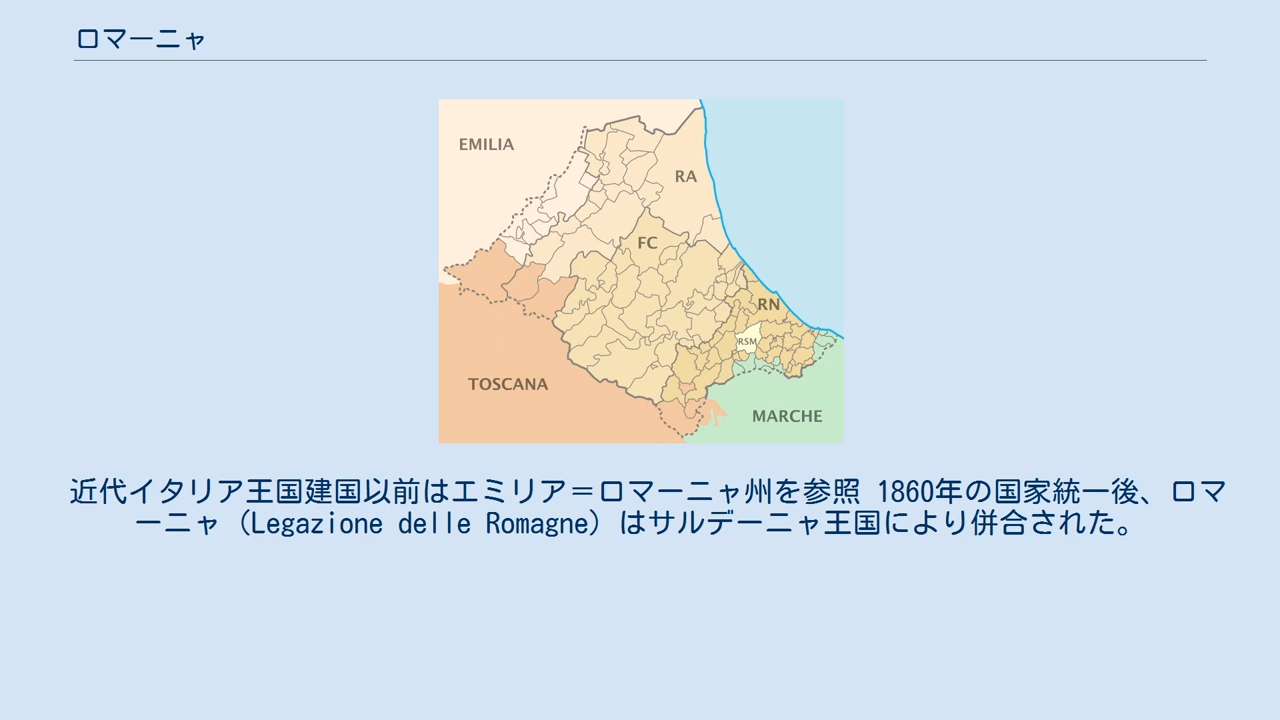 ロマーニャ
EMILIA
RA
FC
RN
RSM
TOSCANA
MARCHE
近代イタリア王国建国以前はエミリア＝ロマーニャ州を参照 1860年の国家統一後、ロマ
ーニャ（Legazione delle Romagne）はサルデーニャ王国により併合された。